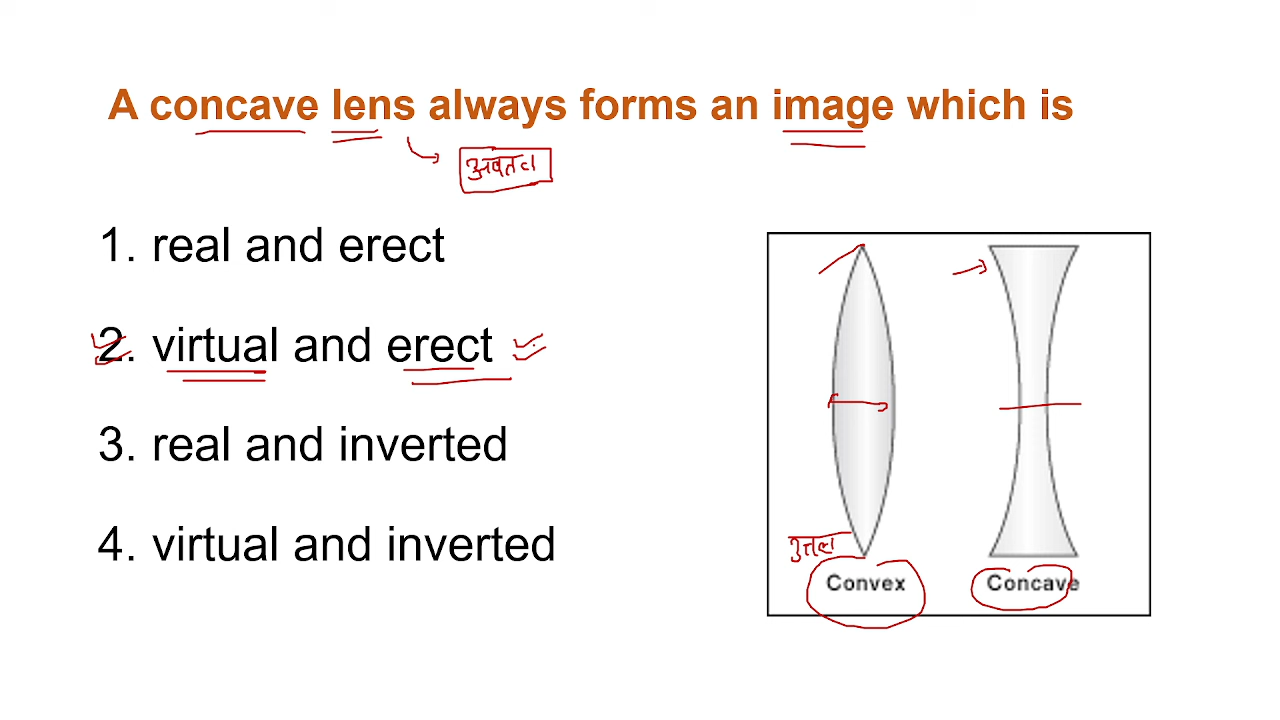 A concave lens always forms an image which is
अवतल
1. real and erect
2. virtual and erect
3. real and inverted
4. virtual and inverted
उत्तल
Convex
Concave